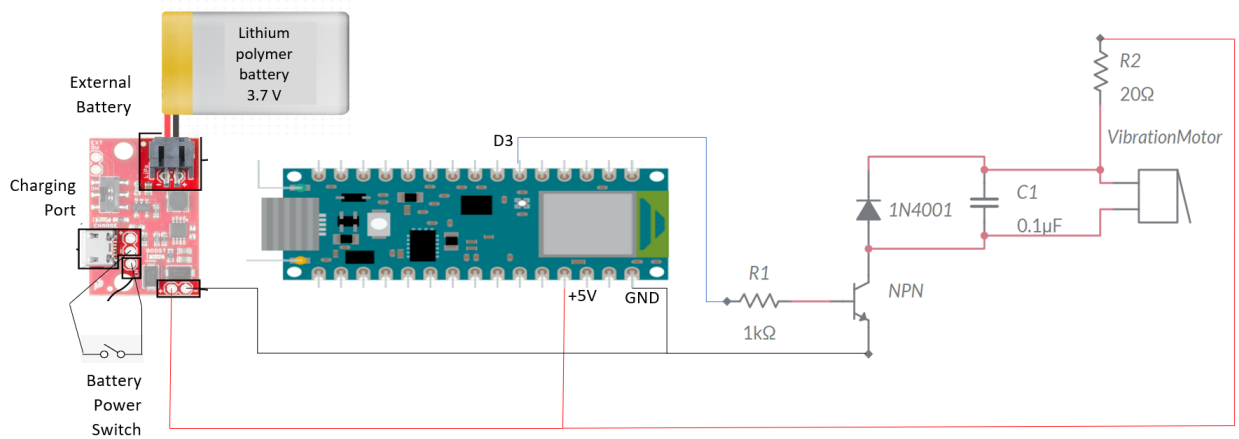 Lithium
polymer
battery
3.7 V
External
Battery
Charging
Port
Battery
Power
Switch
D3
+5V
GND
R1
1kΩ
NPN
1N4001
C1
0.1µF
R2
20Ω
VibrationMotor